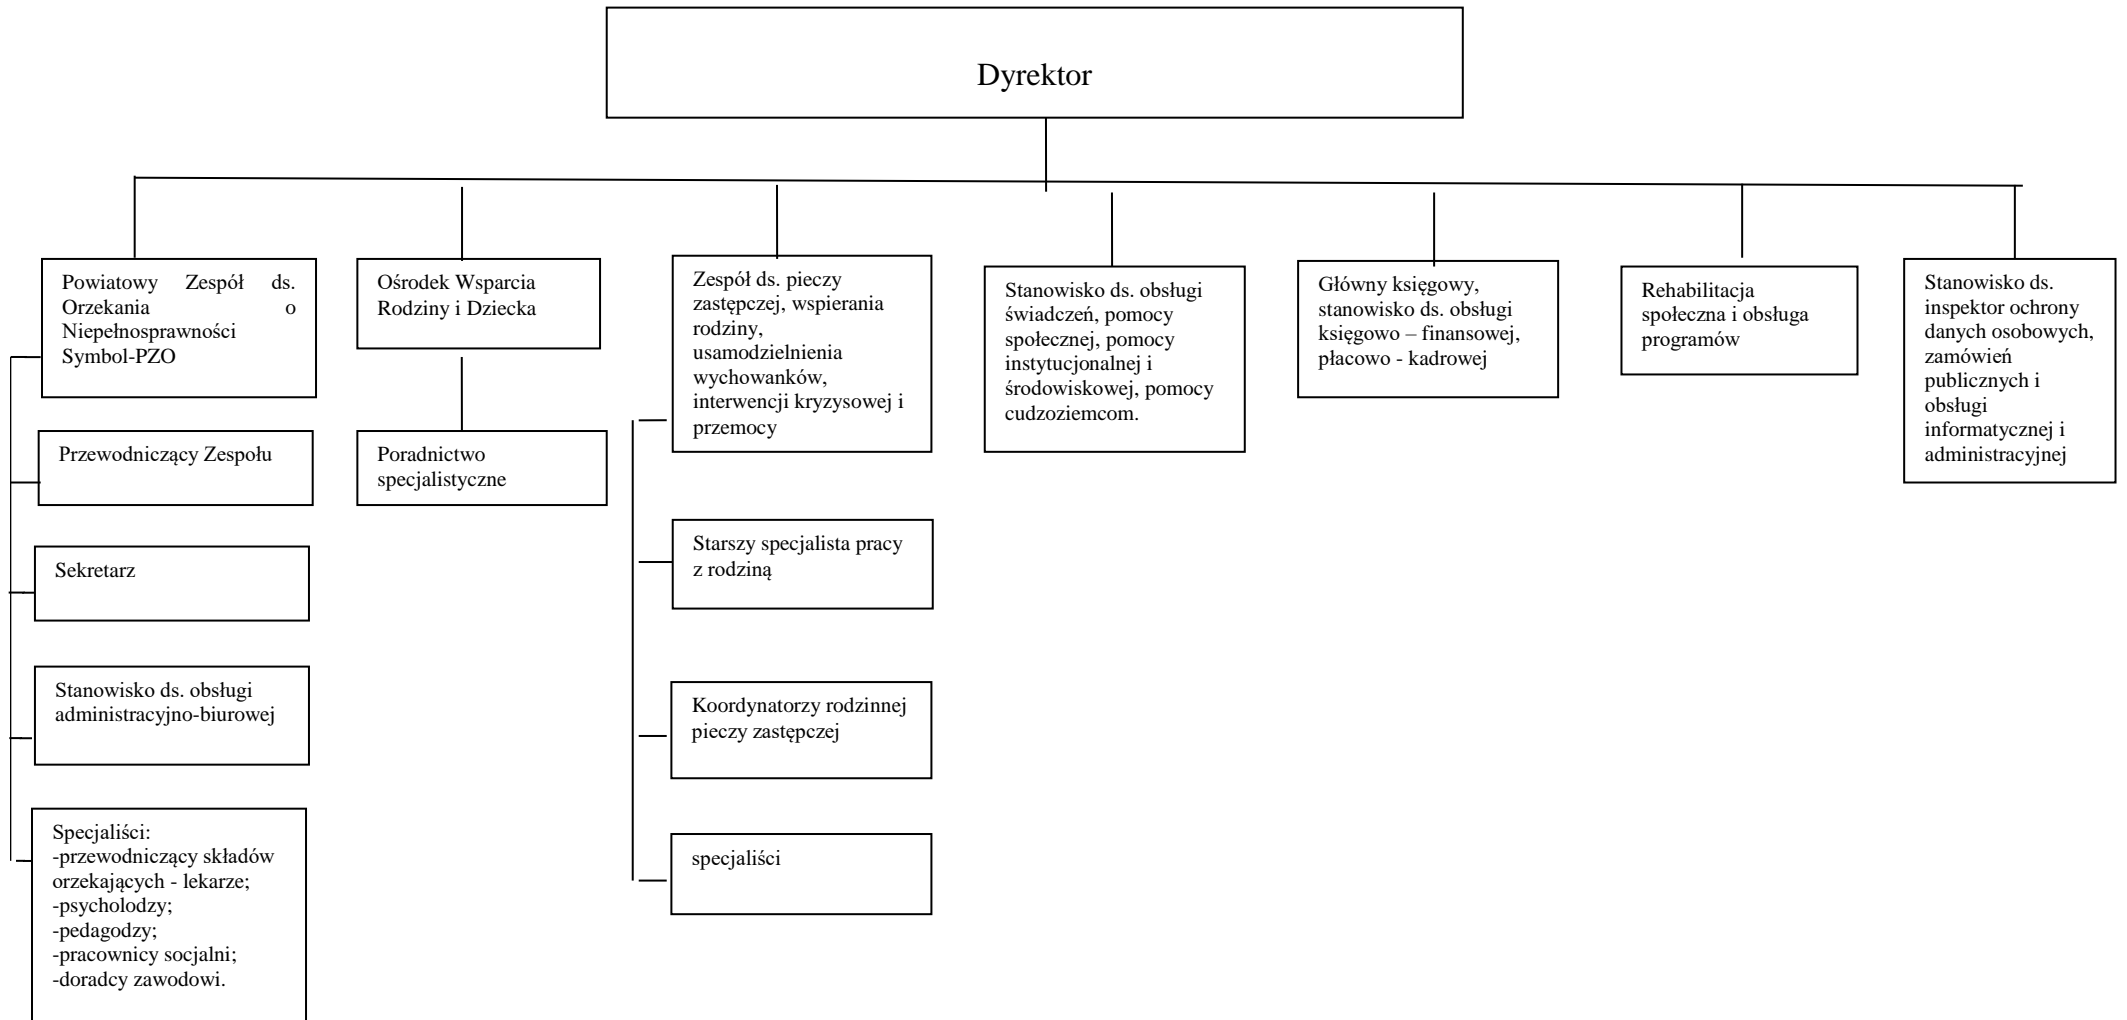 Dyrektor
Powiatowy Zespół ds.
Orzekania o
Niepełnosprawności
Symbol-PZO
Przewodniczący Zespołu
Sekretarz
Stanowisko ds. obsługi
administracyjno-biurowej
Specjaliści:
-przewodniczący składów
orzekających - lekarze;
-psycholodzy;
-pedagodzy;
-pracownicy socjalni;
-doradcy zawodowi.
Ośrodek Wsparcia
Rodziny i Dziecka
Poradnictwo
specjalistyczne
Zespół ds. pieczy
zastępczej, wspierania
rodziny,
usamodzielnienia
wychowanków,
interwencji kryzysowej i
przemocy
Starszy specjalista pracy
z rodziną
Koordynatorzy rodzinnej
pieczy zastępczej
specjaliści
Stanowisko ds. obsługi
świadczeń, pomocy
społecznej, pomocy
instytucjonalnej i
środowiskowej, pomocy
cudzoziemcom.
Główny księgowy,
stanowisko ds. obsługi
księgowo – finansowej,
płacowo - kadrowej
Rehabilitacja
społeczna i obsługa
programów
Stanowisko ds.
inspektor ochrony
danych osobowych,
zamówień
publicznych i
obsługi
informatycznej i
administracyjnej